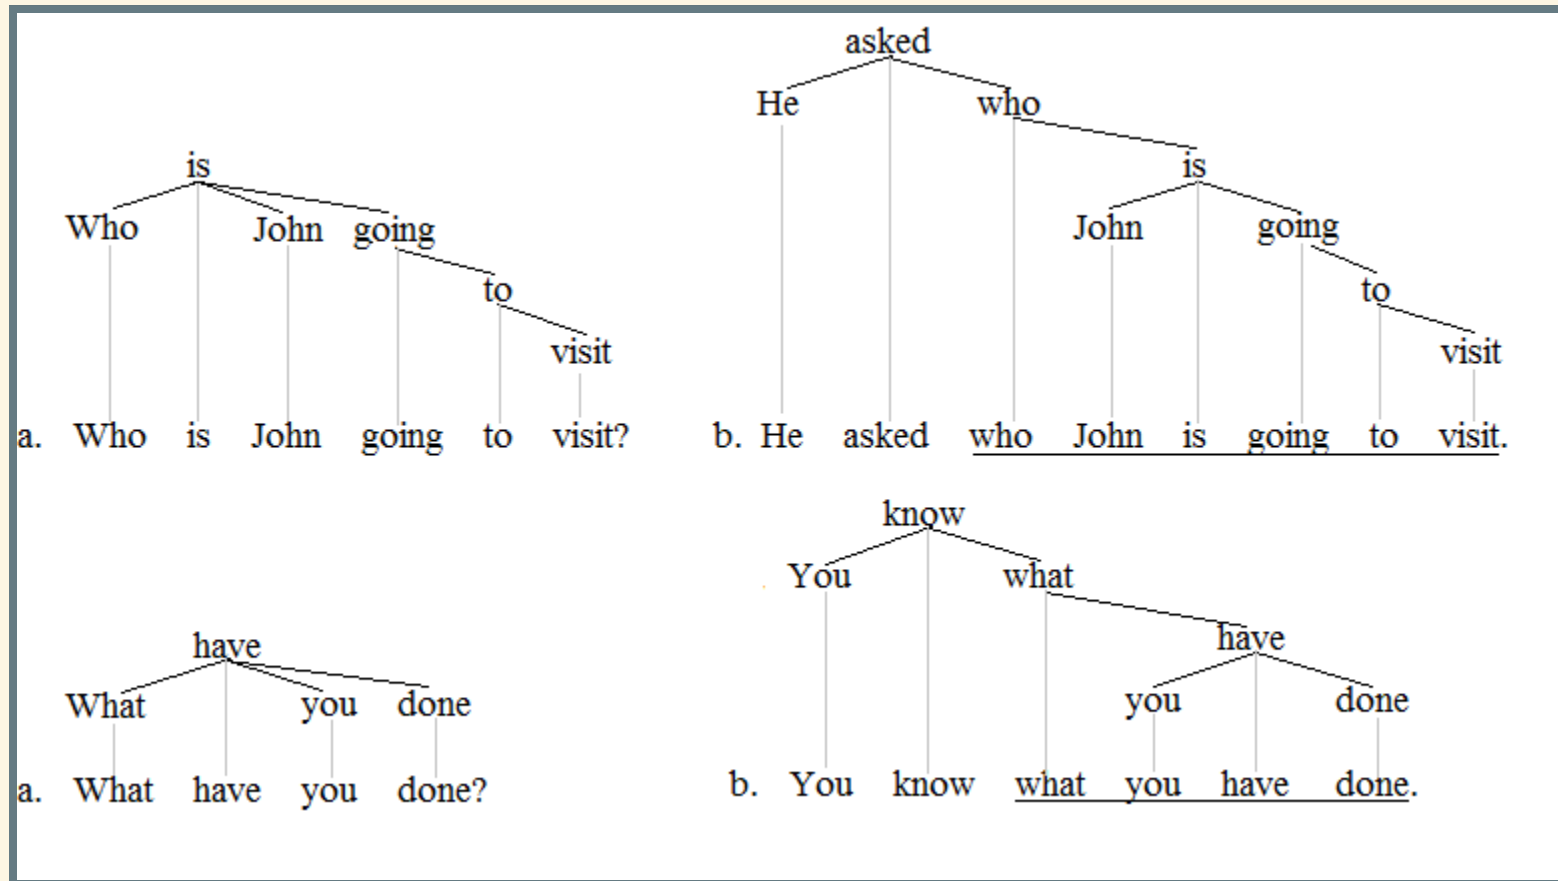 asked
He who
is
John going
to
visit
is
Who John going
to
visit
a. Who is John going to visit?
b. He asked who John is going to visit.
know
You what
have
you done
have
What you done
a. What have you done?
b. You know what you have done.